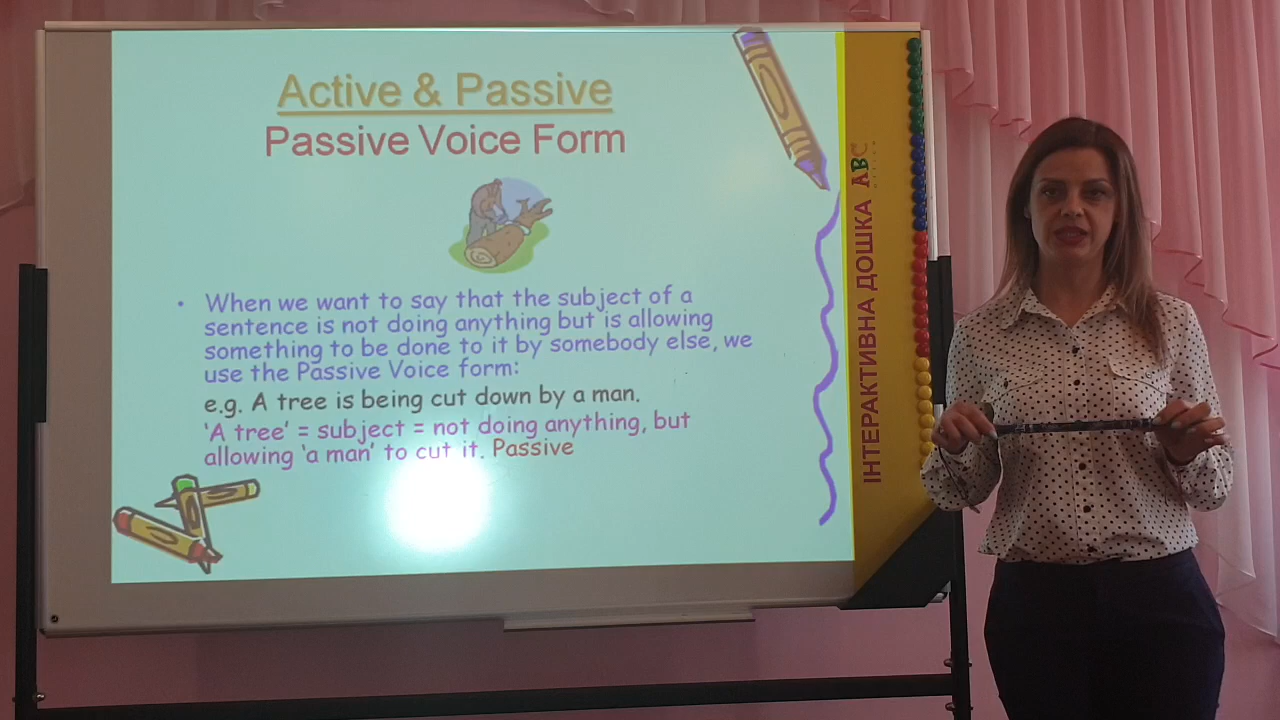 Active & Passive
Passive Voice Form
• When we want to say that the subject of a
sentence is not doing anything but is allowing
something to be done to it by somebody else, we
use the Passive Voice form:
e.g. A tree is being cut down by a man.
‘A tree’ = subject = not doing anything, but
allowing ‘a man’ to cut it. Passive
ІНТЕРАКТИВНА ДОШКА ABC